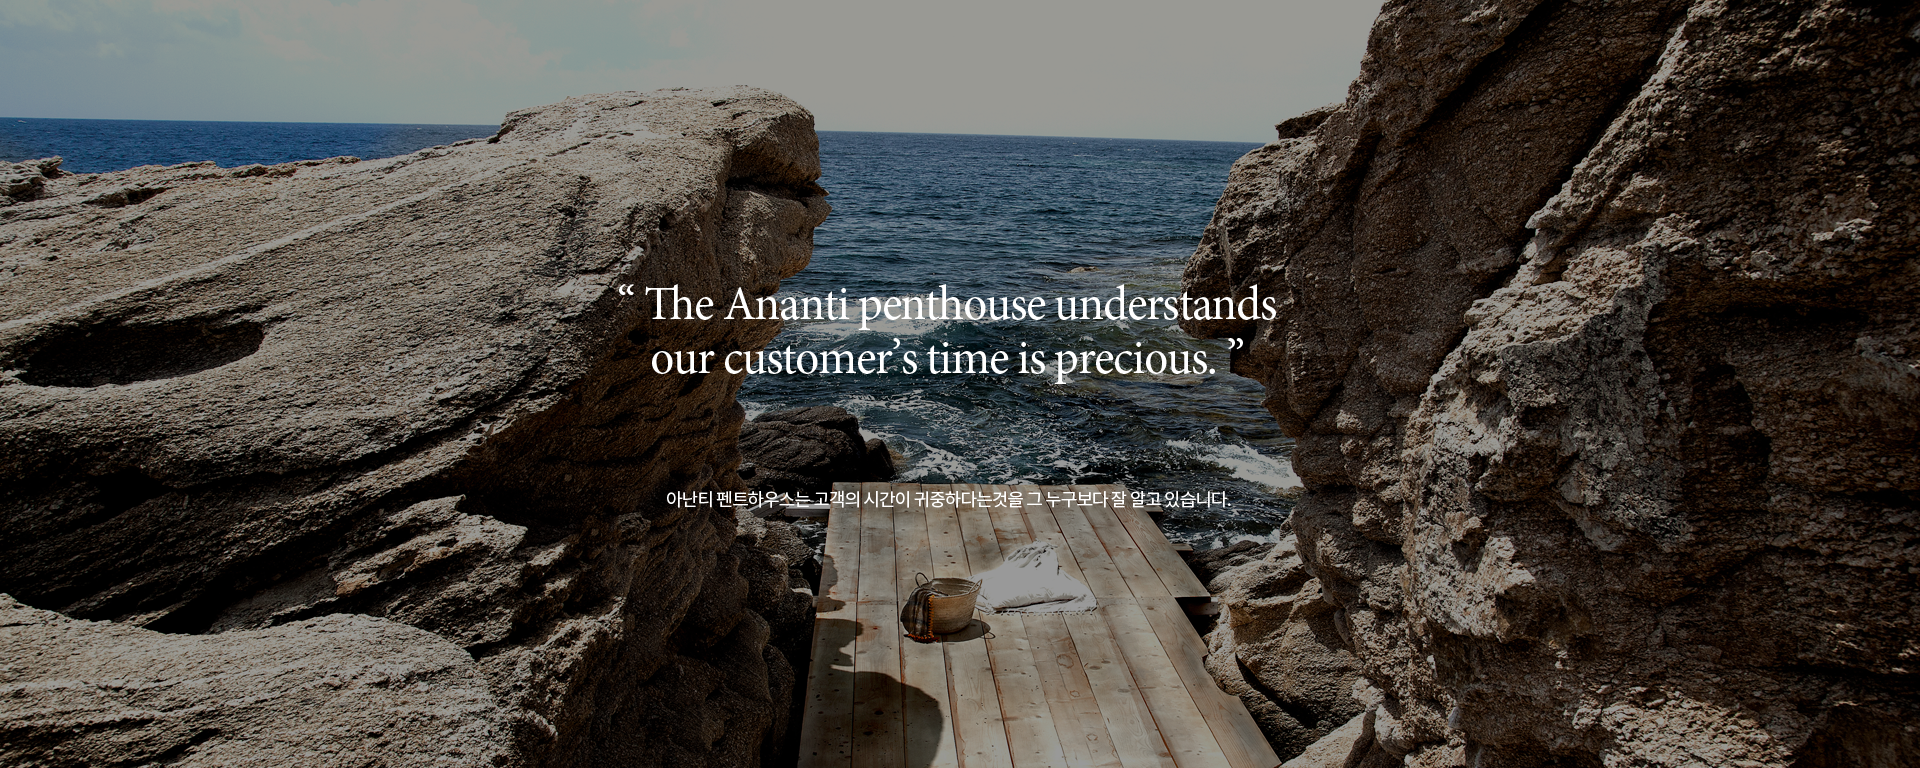 “ The Ananti penthouse understands
our customer’s time is precious. ”
아난티 펜트하우스는 고객의 시간이 귀중하다는것을 그 누구보다 잘 알고 있습니다.